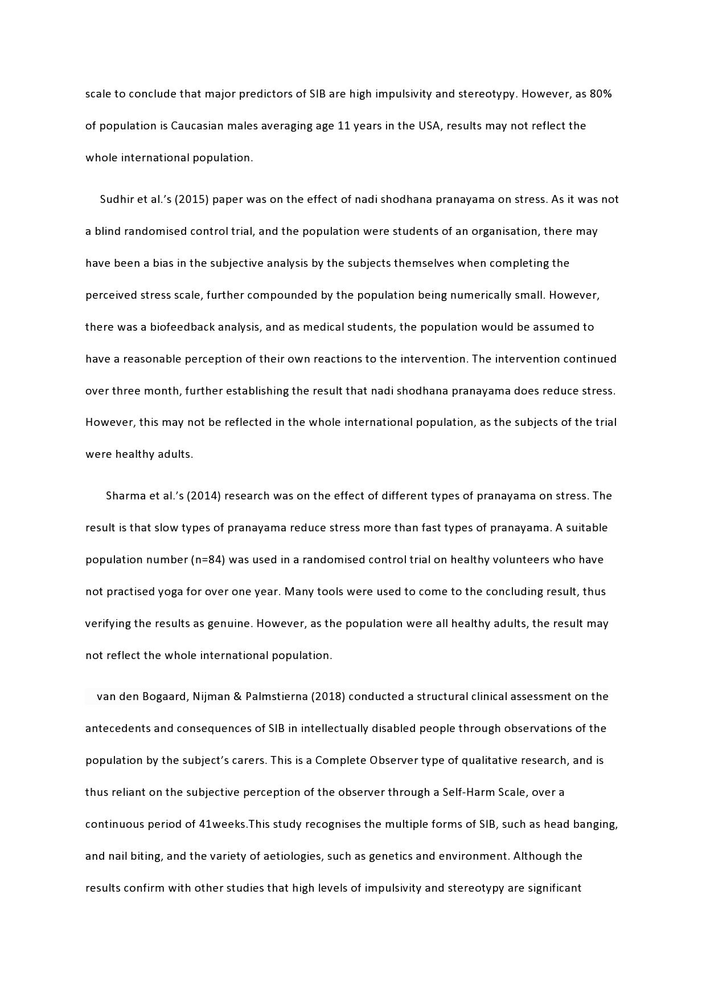 scale to conclude that major predictors of SIB are high impulsivity and stereotypy. However, as 80%
of population is Caucasian males averaging age 11 years in the USA, results may not reflect the
whole international population.
Sudhir et al.’s (2015) paper was on the effect of nadi shodhana pranayama on stress. As it was not
a blind randomised control trial, and the population were students of an organisation, there may
have been a bias in the subjective analysis by the subjects themselves when completing the
perceived stress scale, further compounded by the population being numerically small. However,
there was a biofeedback analysis, and as medical students, the population would be assumed to
have a reasonable perception of their own reactions to the intervention. The intervention continued
over three month, further establishing the result that nadi shodhana pranayama does reduce stress.
However, this may not be reflected in the whole international population, as the subjects of the trial
were healthy adults.
Sharma et al.’s (2014) research was on the effect of different types of pranayama on stress. The
result is that slow types of pranayama reduce stress more than fast types of pranayama. A suitable
population number (n=84) was used in a randomised control trial on healthy volunteers who have
not practised yoga for over one year. Many tools were used to come to the concluding result, thus
verifying the results as genuine. However, as the population were all healthy adults, the result may
not reflect the whole international population.
van den Bogaard, Nijman & Palmstierna (2018) conducted a structural clinical assessment on the
antecedents and consequences of SIB in intellectually disabled people through observations of the
population by the subject’s carers. This is a Complete Observer type of qualitative research, and is
thus reliant on the subjective perception of the observer through a Self-Harm Scale, over a
continuous period of 41weeks.This study recognises the multiple forms of SIB, such as head banging,
and nail biting, and the variety of aetiologies, such as genetics and environment. Although the
results confirm with other studies that high levels of impulsivity and stereotypy are significant